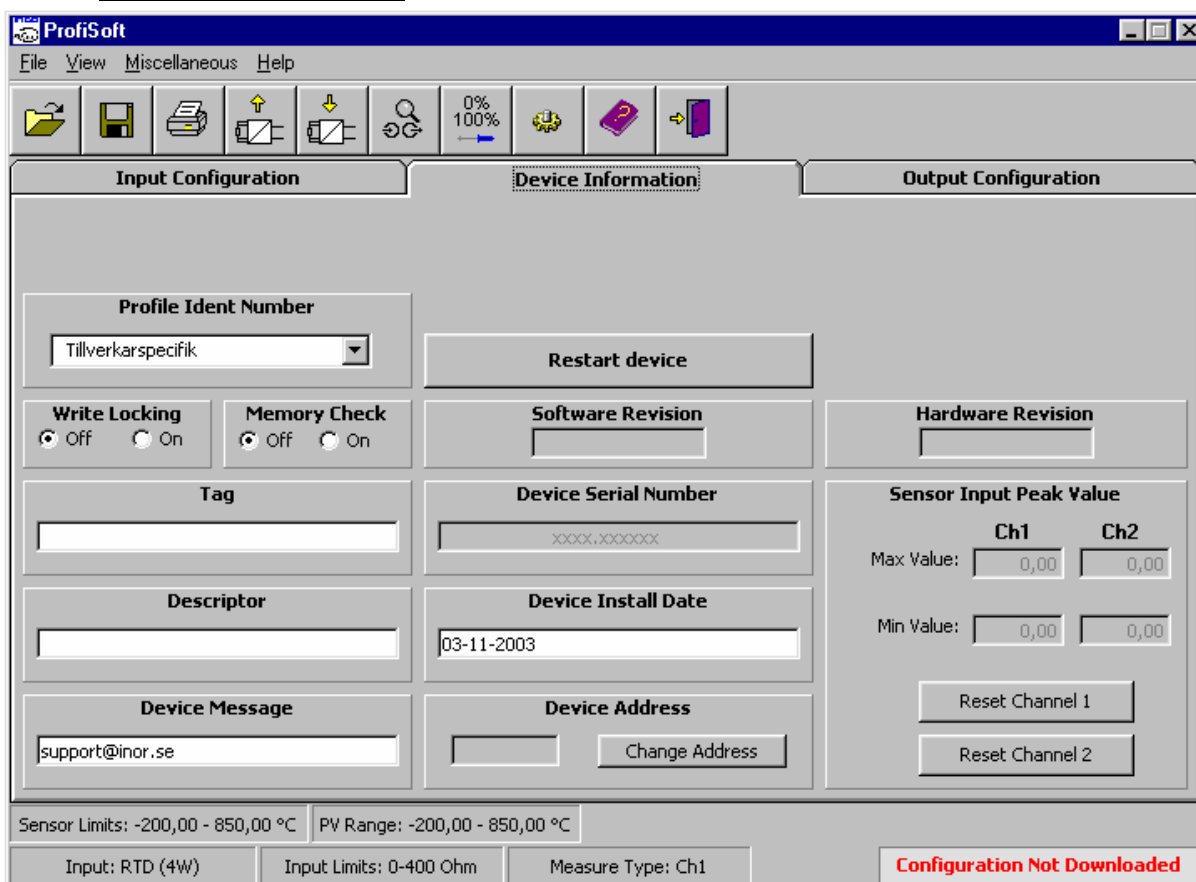 ProfiSoft
File View Miscellaneous Help
0%
100%
Input Configuration Device Information Output Configuration
Profile Ident Number
Tillverkarspecifik
Restart device
Write Locking Memory Check Software Revision Hardware Revision
Off On Off On
Tag Device Serial Number Sensor Input Peak Value
xxxx.xxxxxx
Ch1 Ch2
Max Value: 0,00 0,00
Descriptor Device Install Date
03-11-2003
Min Value: 0,00 0,00
Device Message Device Address
support@inor.se Change Address
Reset Channel 1
Reset Channel 2
Sensor Limits: -200,00 - 850,00 °C PV Range: -200,00 - 850,00 °C
Input: RTD (4W) Input Limits: 0-400 Ohm Measure Type: Ch1 Configuration Not Downloaded